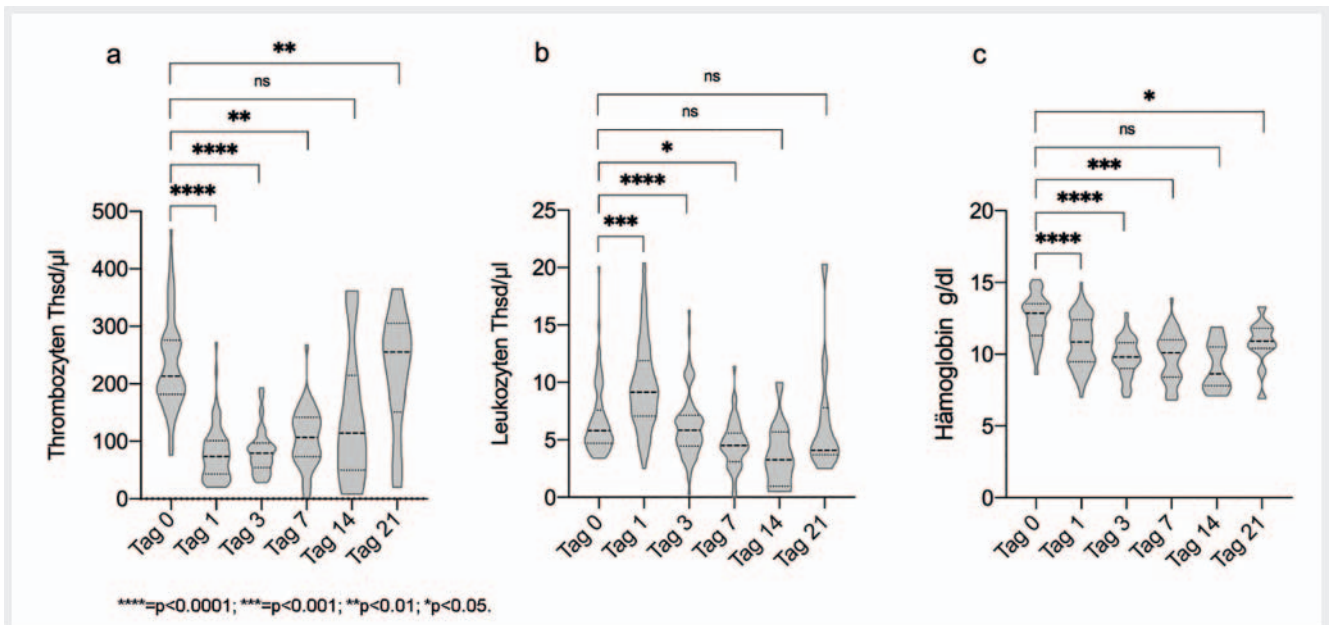 a
**
ns
**
****
****
500
400
300
200
100
0
Thrombozyten Thsd/µl
Tag 0
Tag 1
Tag 3
Tag 7
Tag 14
Tag 21
b
ns
ns
*
****
***
25
20
15
10
5
0
Leukozyten Thsd/µl
Tag 0
Tag 1
Tag 3
Tag 7
Tag 14
Tag 21
c
*
ns
***
****
****
20
15
10
5
0
Hämoglobin g/dl
Tag 0
Tag 1
Tag 3
Tag 7
Tag 14
Tag 21
****=p<0.0001; ***=p<0.001; **p<0.01; *p<0.05.